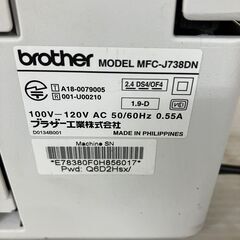 brother MODEL MFC-J738DN
T A18-0079005
R 001-U00210
2.4 DS4/OF4
1.9-D
100V–120V AC 50/60Hz 0.55A
ブラザー工業株式会社
D0134B001
MADE IN PHILIPPINES
Machine SN
*E78380F0H856017*
Pwd: Q6D2Hsx/